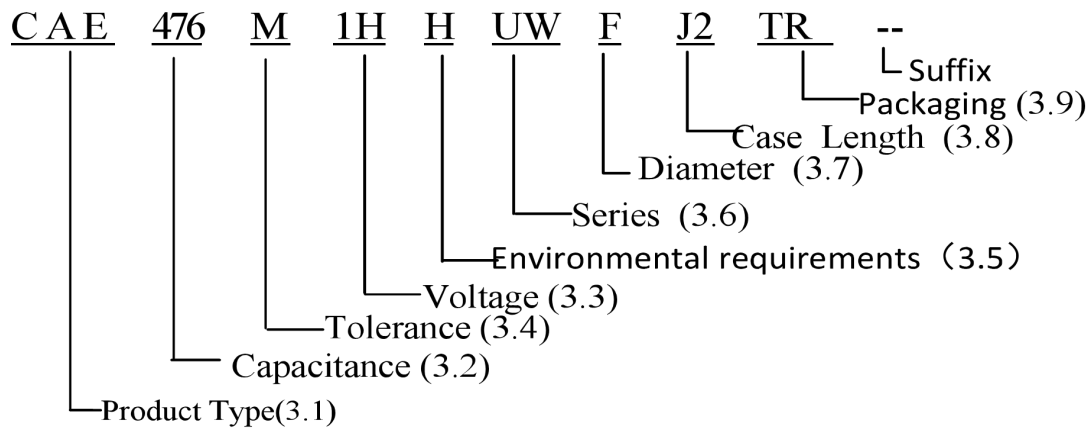 C A E 476 M 1H H UW F J2 TR --
Suffix
Packaging (3.9)
Case Length (3.8)
Diameter (3.7)
Series (3.6)
Environmental requirements（3.5）
Voltage (3.3)
Tolerance (3.4)
Capacitance (3.2)
Product Type(3.1)